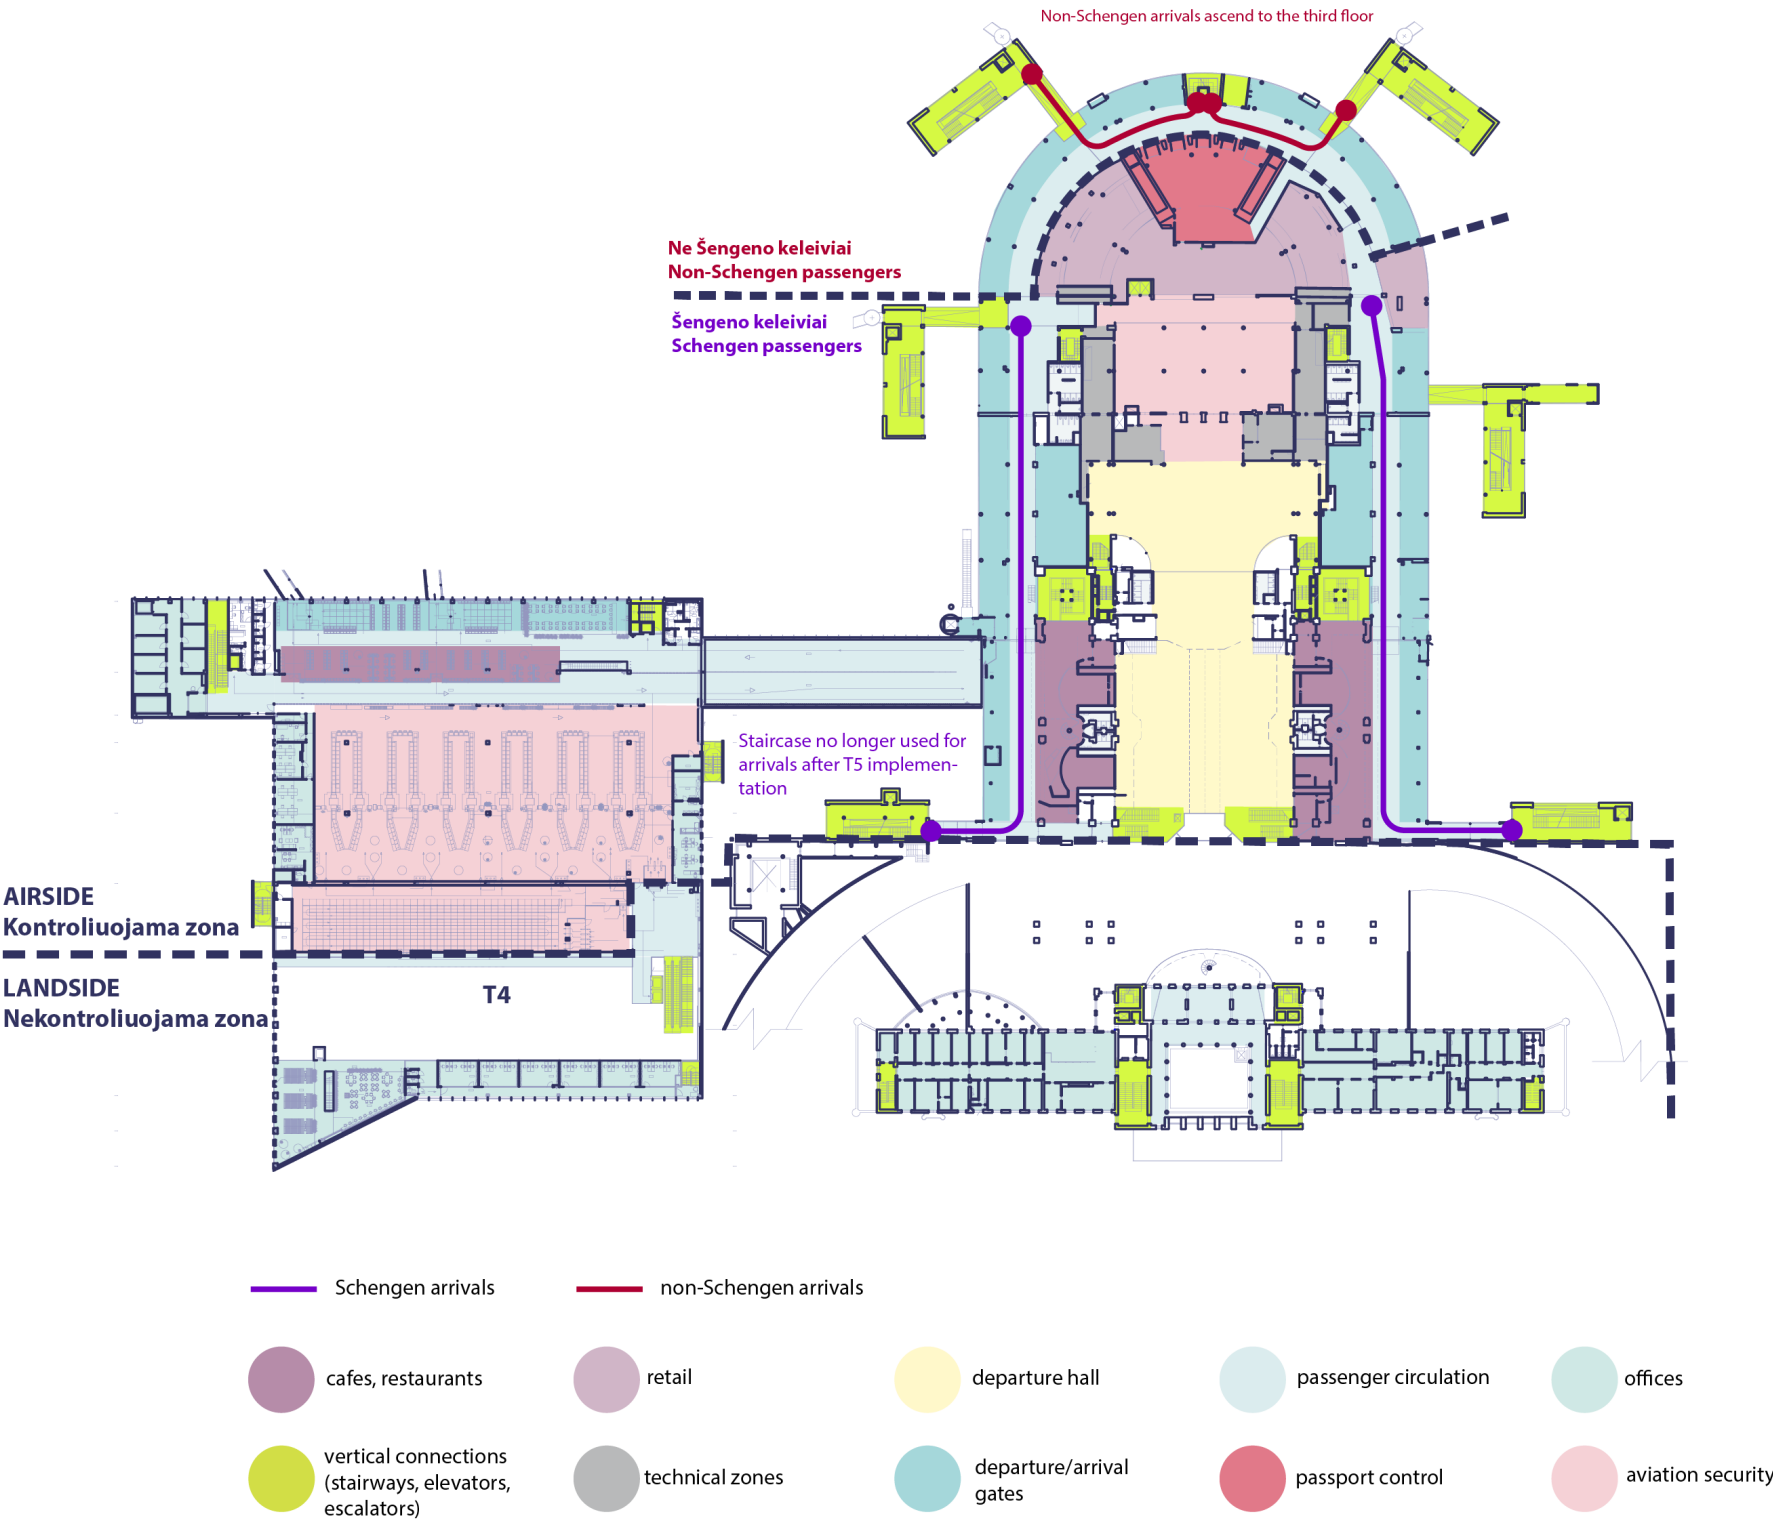 Non-Schengen arrivals ascend to the third floor
Ne Šengeno keleiviai
Non-Schengen passengers
Šengeno keleiviai
Schengen passengers
Staircase no longer used for
arrivals after T5 implemen-
tation
AIRSIDE
Kontroliuojama zona
LANDSIDE
Nekontroliuojama zona
T4
Schengen arrivals
non-Schengen arrivals
cafes, restaurants
retail
departure hall
passenger circulation
offices
vertical connections
(stairways, elevators,
escalators)
technical zones
departure/arrival
gates
passport control
aviation security